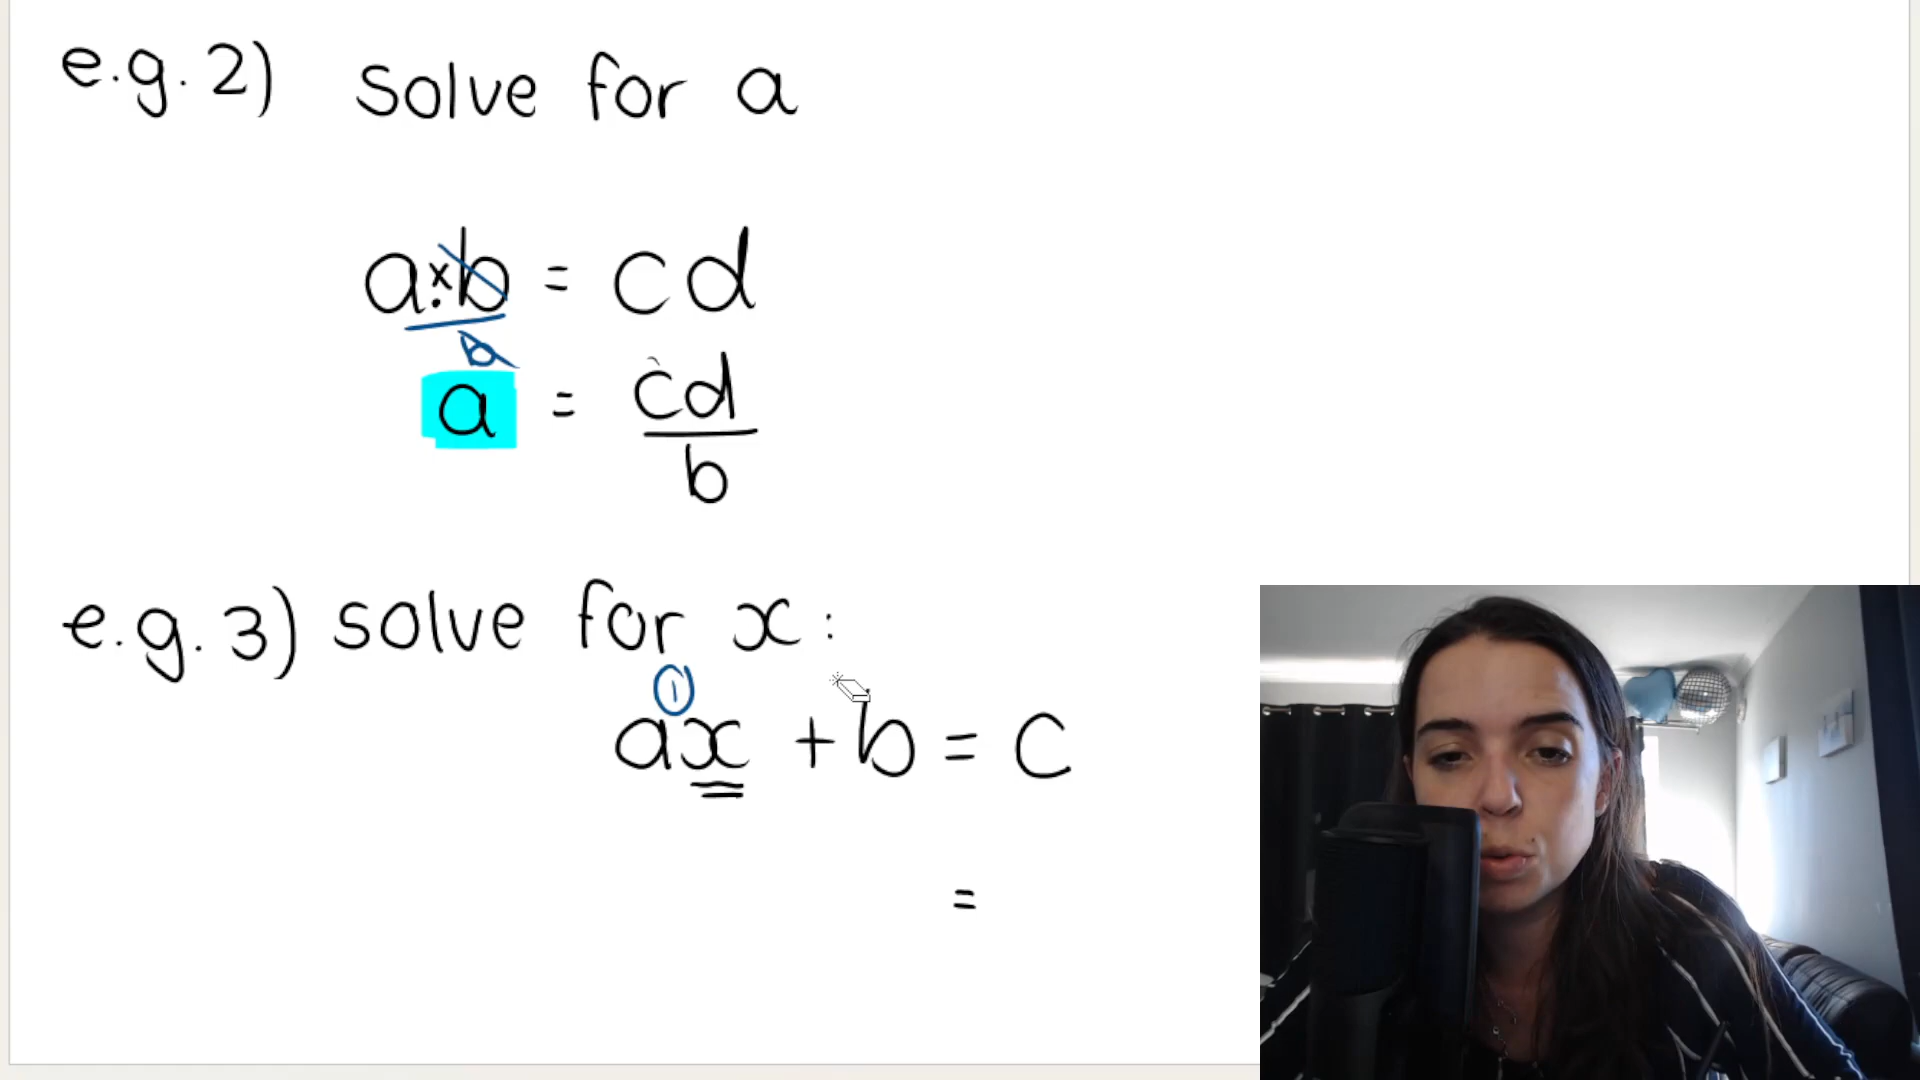 e.g. 2) solve for a
a × b = cd
b
a = cd
b
e.g. 3) solve for x:
①
ax + b = c
=